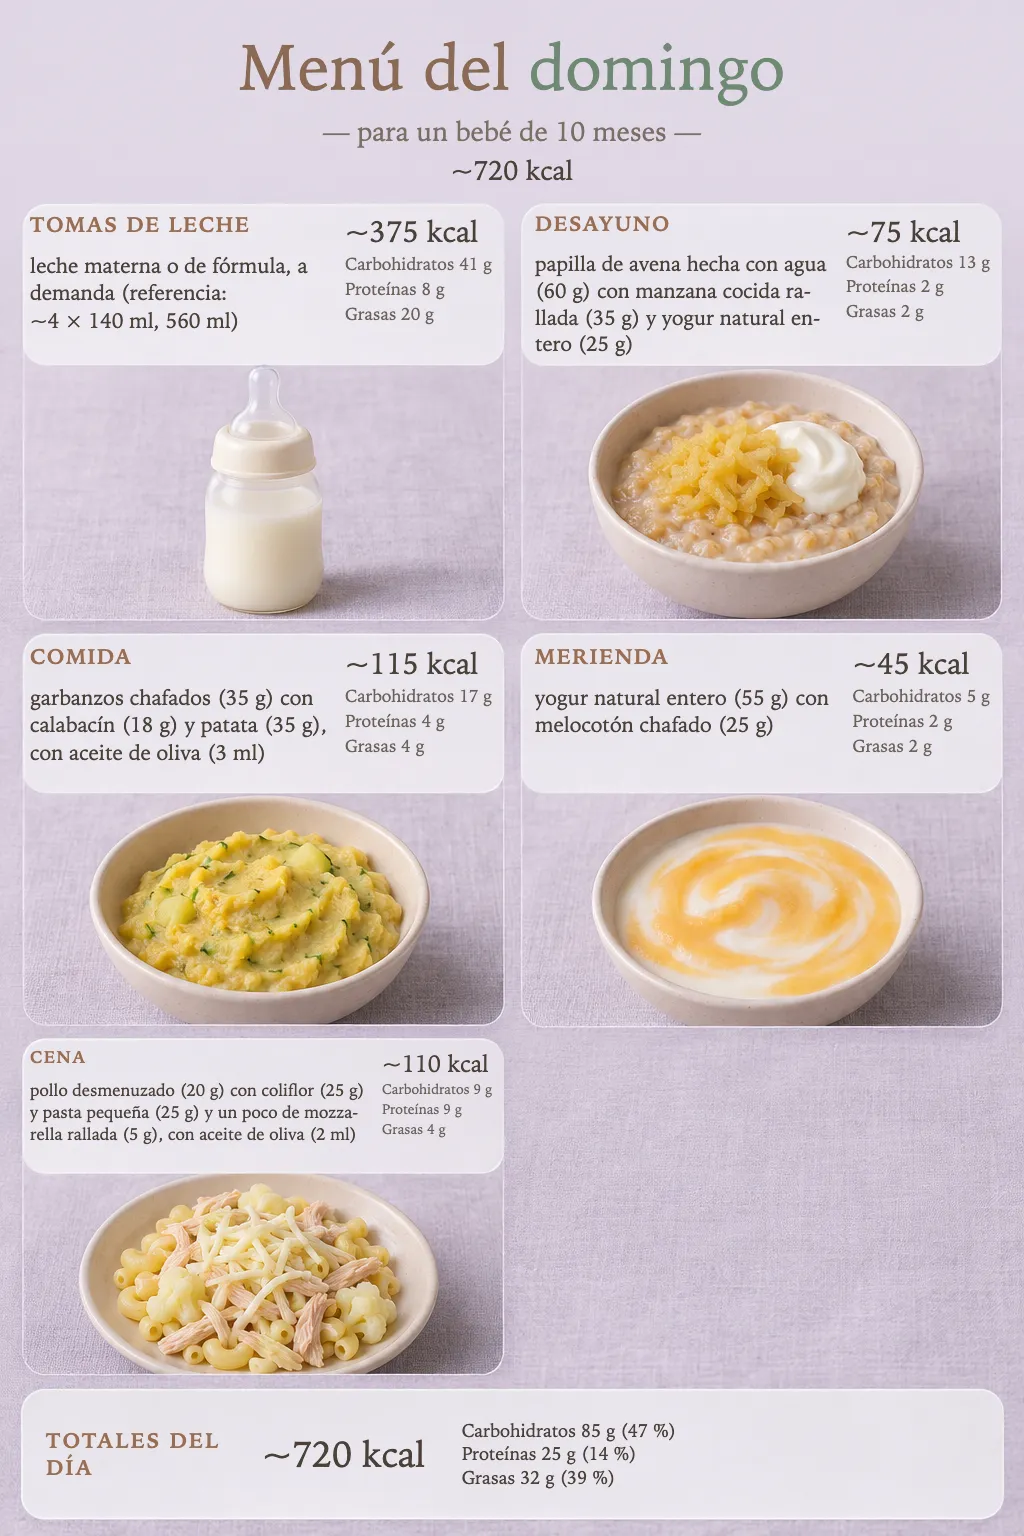 Menú del domingo
— para un bebé de 10 meses —
~720 kcal
TOMAS DE LECHE
leche materna o de fórmula, a
demanda (referencia:
~4 × 140 ml, 560 ml)
~375 kcal
Carbohidratos 41 g
Proteínas 8 g
Grasas 20 g
DESAYUNO
papilla de avena hecha con agua
(60 g) con manzana cocida ra-
llada (35 g) y yogur natural en-
tero (25 g)
~75 kcal
Carbohidratos 13 g
Proteínas 2 g
Grasas 2 g
COMIDA
garbanzos chafados (35 g) con
calabacín (18 g) y patata (35 g),
con aceite de oliva (3 ml)
~115 kcal
Carbohidratos 17 g
Proteínas 4 g
Grasas 4 g
MERIENDA
yogur natural entero (55 g) con
melocotón chafado (25 g)
~45 kcal
Carbohidratos 5 g
Proteínas 2 g
Grasas 2 g
CENA
pollo desmenuzado (20 g) con coliflor (25 g)
y pasta pequeña (25 g) y un poco de mozza-
rella rallada (5 g), con aceite de oliva (2 ml)
~110 kcal
Carbohidratos 9 g
Proteínas 9 g
Grasas 4 g
TOTALES DEL
DÍA
~720 kcal
Carbohidratos 85 g (47 %)
Proteínas 25 g (14 %)
Grasas 32 g (39 %)